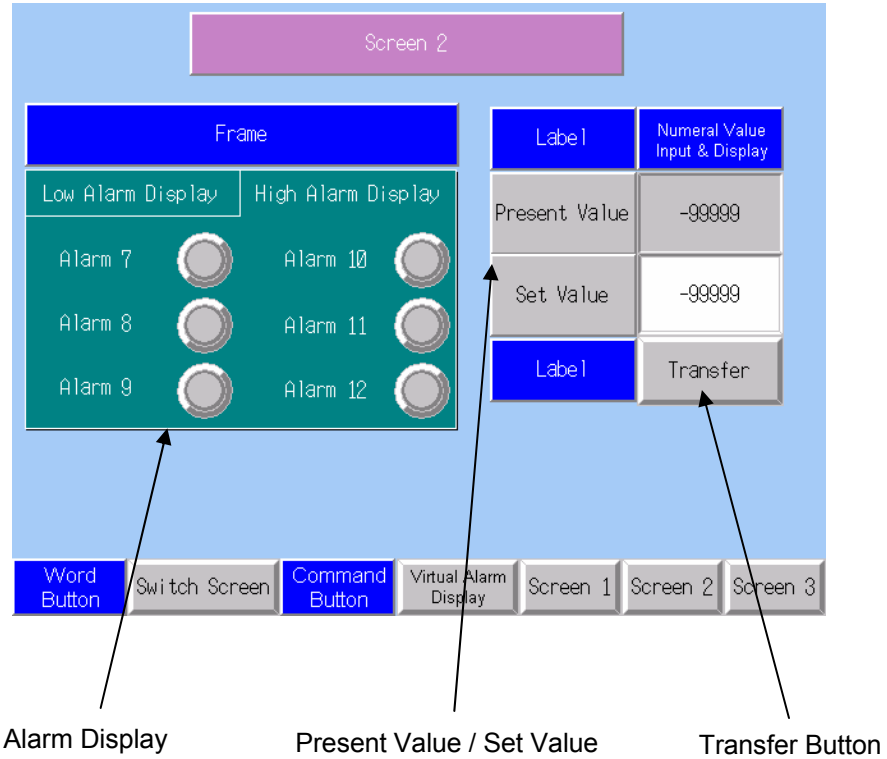 Screen 2
Frame
Low Alarm Display
High Alarm Display
Alarm 7
Alarm 10
Alarm 8
Alarm 11
Alarm 9
Alarm 12
Label
Numeral Value
Input & Display
Present Value
-99999
Set Value
-99999
Label
Transfer
Word
Button
Switch Screen
Command
Button
Virtual Alarm
Display
Screen 1
Screen 2
Screen 3
Alarm Display
Present Value / Set Value
Transfer Button